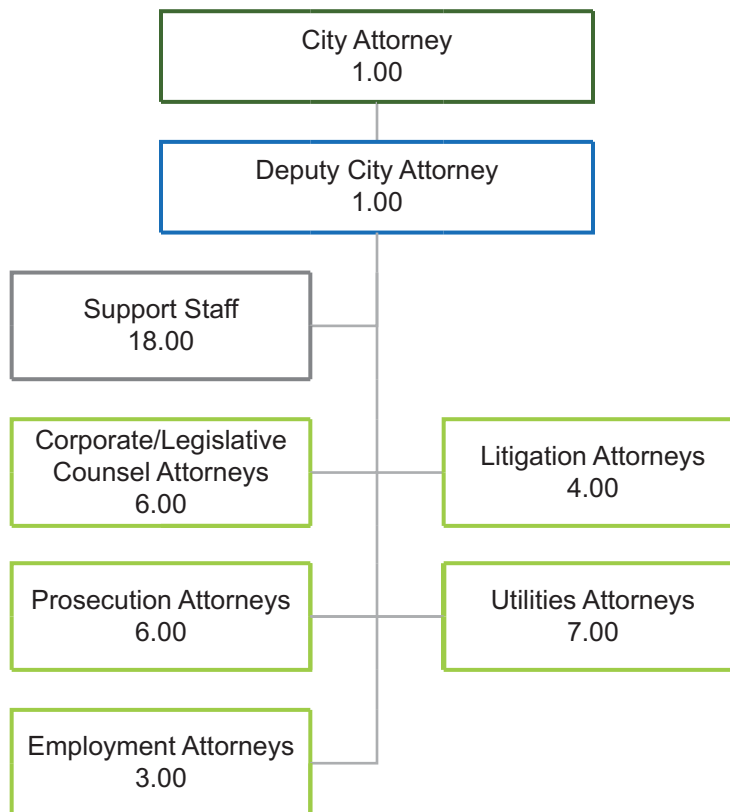 City Attorney
1.00
Deputy City Attorney
1.00
Support Staff
18.00
Corporate/Legislative
Counsel Attorneys
6.00
Litigation Attorneys
4.00
Prosecution Attorneys
6.00
Utilities Attorneys
7.00
Employment Attorneys
3.00